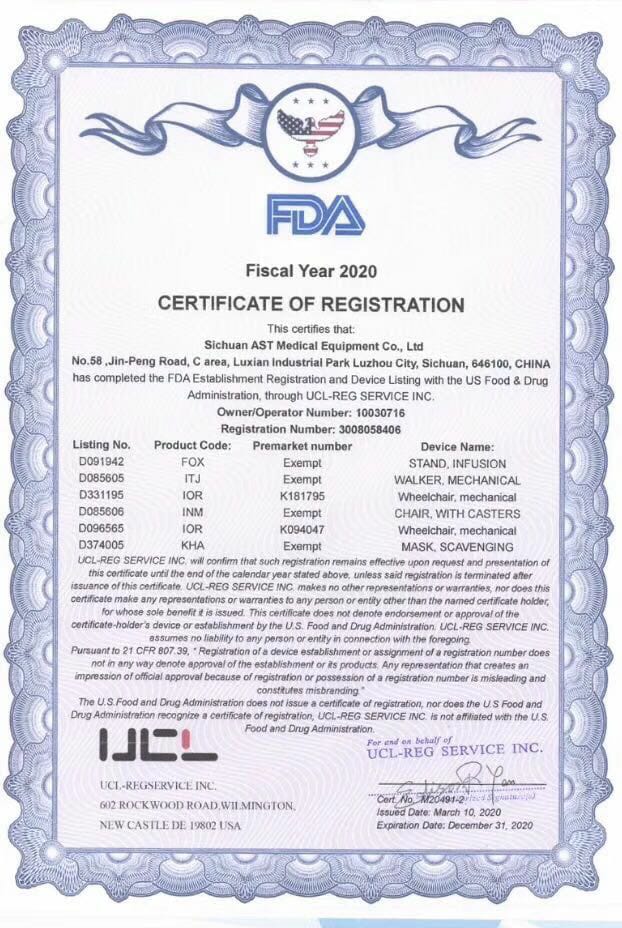 FDA
Fiscal Year 2020
CERTIFICATE OF REGISTRATION
This certifies that:
Sichuan AST Medical Equipment Co., Ltd
No.58 ,Jin-Peng Road, C area, Luxian Industrial Park Luzhou City, Sichuan, 646100, CHINA
has completed the FDA Establishment Registration and Device Listing with the US Food & Drug
Administration, through UCL-REG SERVICE INC.
Owner/Operator Number: 10030716
Registration Number: 3008058406
Listing No. Product Code: Premarket number Device Name:
D091942 FOX Exempt STAND, INFUSION
D085605 ITJ Exempt WALKER, MECHANICAL
D331195 IOR K181795 Wheelchair, mechanical
D085606 INM Exempt CHAIR, WITH CASTERS
D096565 IOR K094047 Wheelchair, mechanical
D374005 KHA Exempt MASK, SCAVENGING
UCL-REG SERVICE INC. will confirm that such registration remains effective upon request and presentation of
this certificate until the end of the calendar year stated above, unless said registration is terminated after
issuance of this certificate. UCL-REG SERVICE INC. makes no other representations or warranties, nor does this
certificate make any representations or warranties to any person or entity other than the named certificate holder,
for whose sole benefit it is issued. This certificate does not denote endorsement or approval of the
certificate-holder's device or establishment by the U.S. Food and Drug Administration. UCL-REG SERVICE INC.
assumes no liability to any person or entity in connection with the foregoing.
Pursuant to 21 CFR 807.39, " Registration of a device establishment or assignment of a registration number does
not in any way denote approval of the establishment or its products. Any representation that creates an
impression of official approval because of registration or possession of a registration number is misleading and
constitutes misbranding."
The U.S.Food and Drug Administration does not issue a certificate of registration, nor does the U.S Food and
Drug Administration recognize a certificate of registration, UCL-REG SERVICE INC. is not affiliated with the U.S.
Food and Drug Administration.
UCL
For and on behalf of
UCL-REG SERVICE INC.
UCL-REGSERVICE INC.
602 ROCKWOOD ROAD,WILMINGTON,
NEW CASTLE DE 19802 USA
Cert. No. M20491-2
Issued Date: March 10, 2020
Expiration Date: December 31, 2020